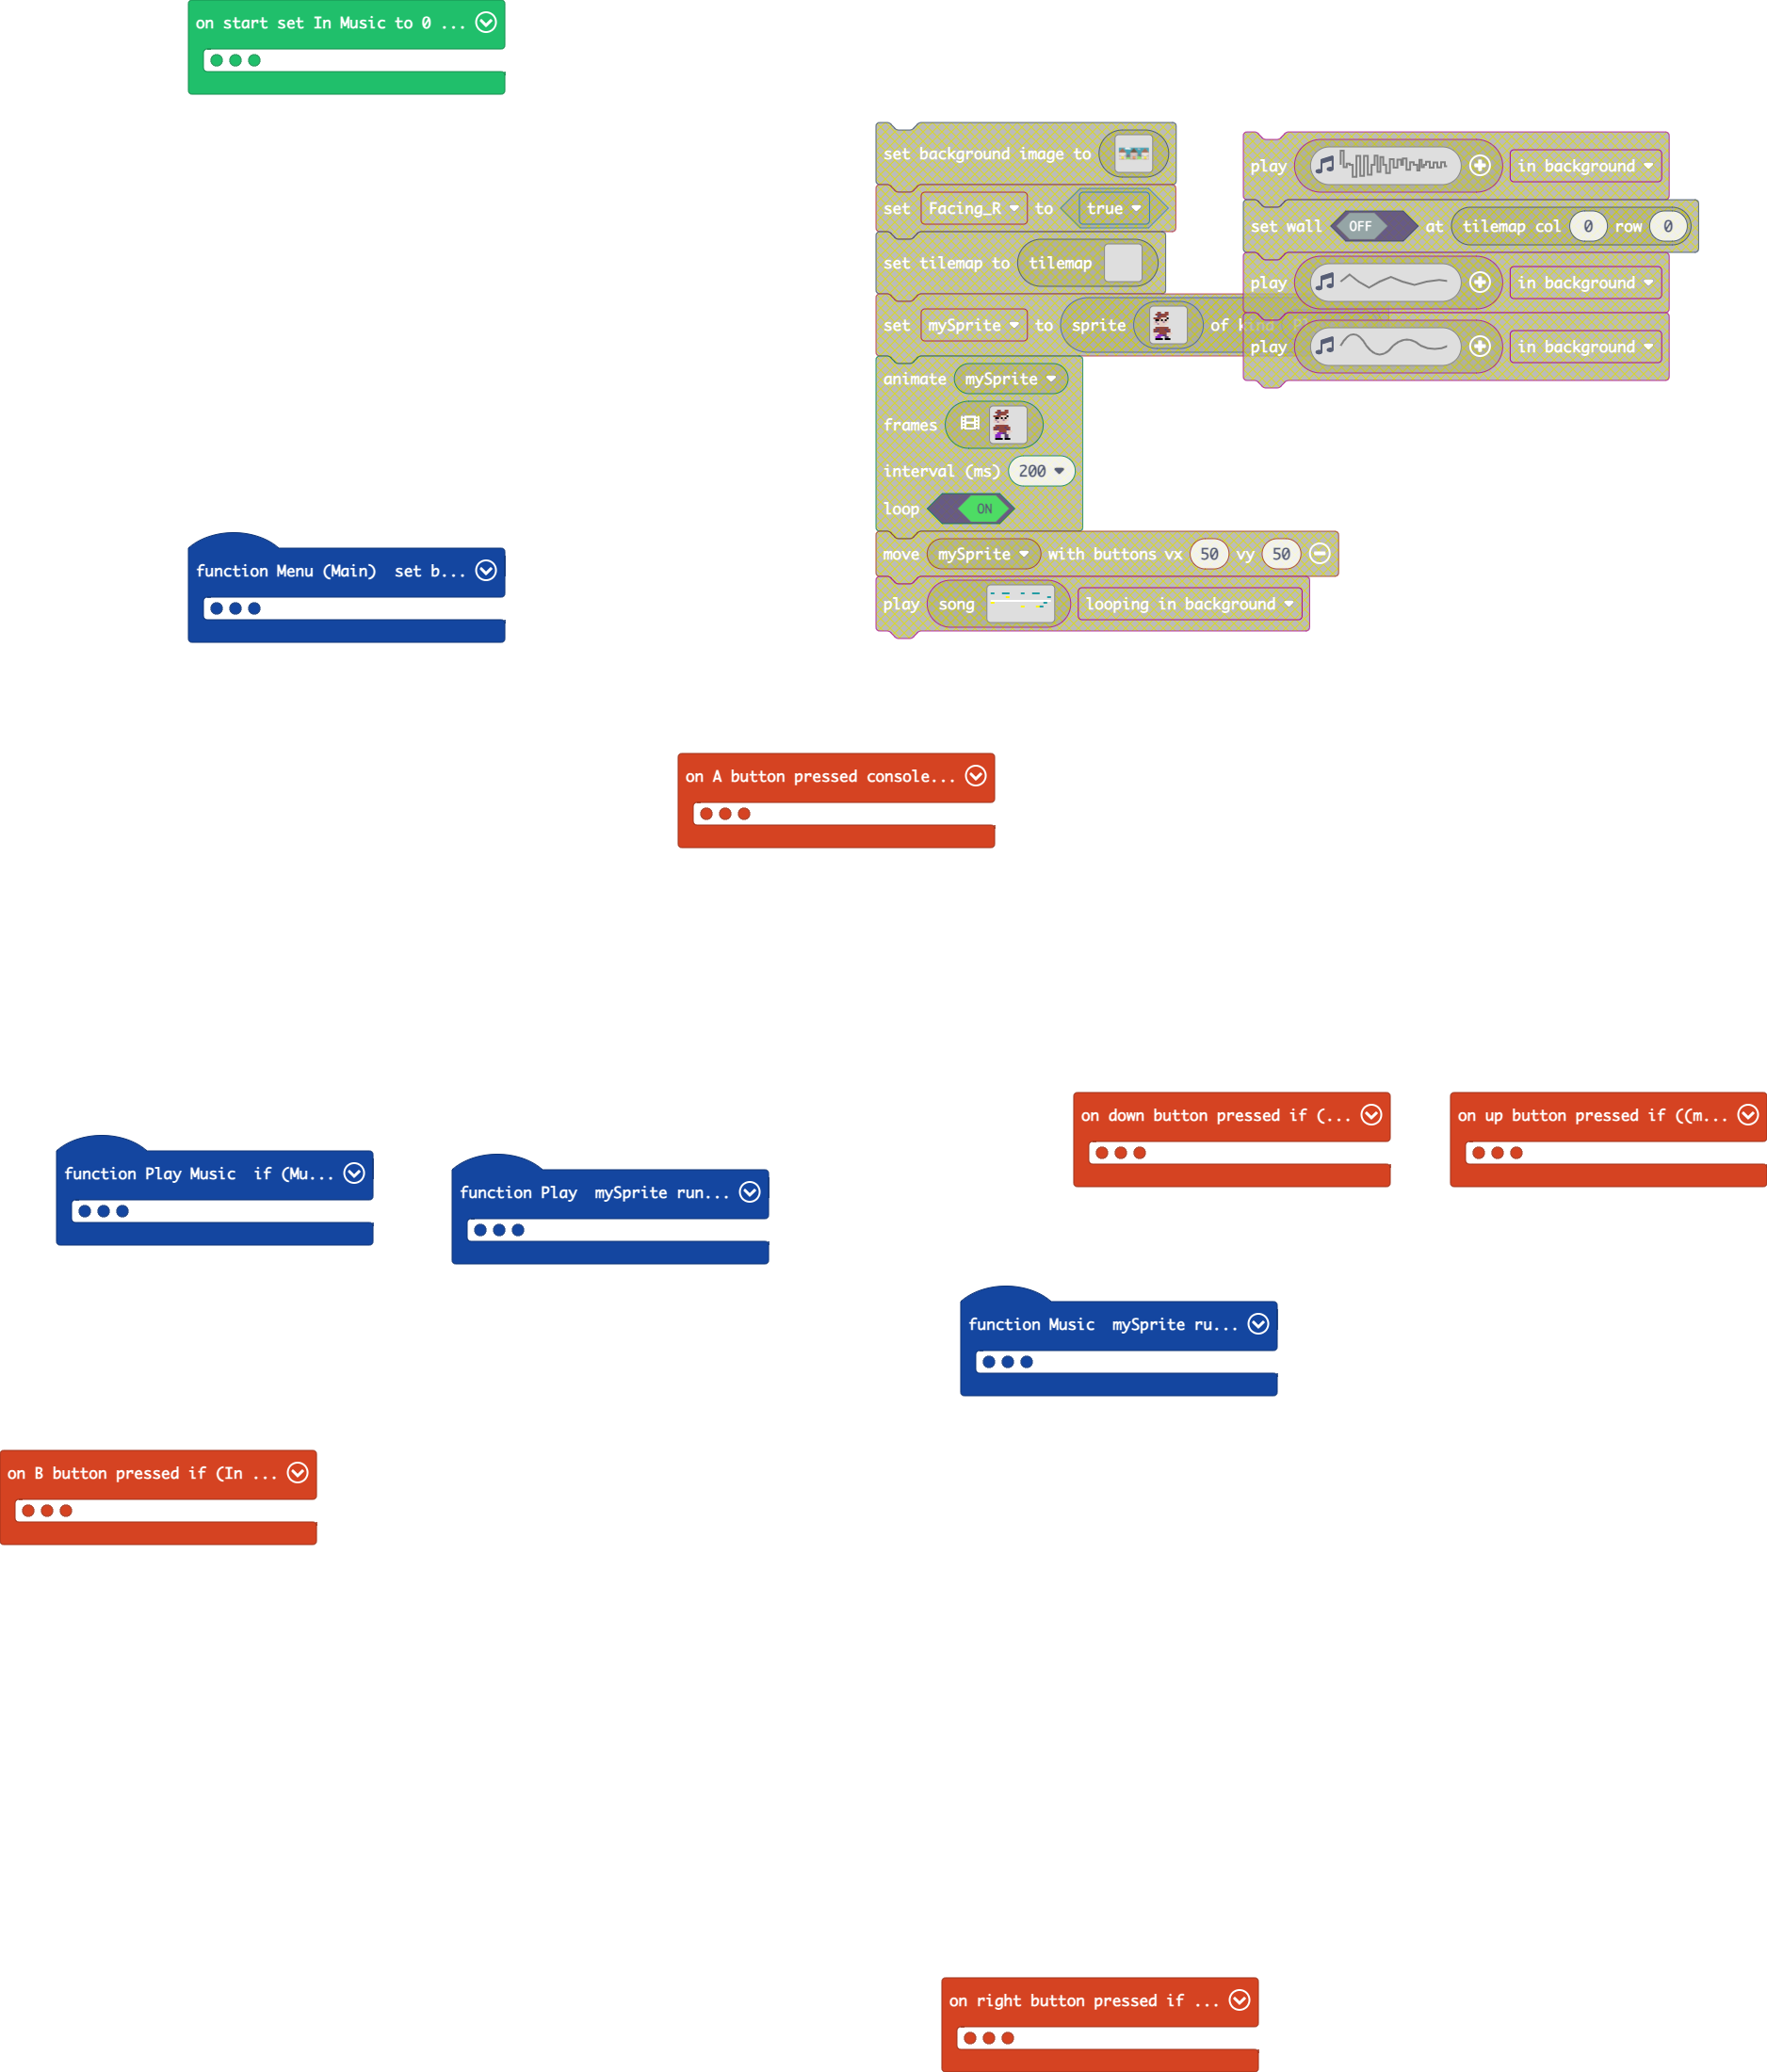 on start set In Music to 0 ...
set background image to
set Facing_R to true
set tilemap to tilemap
set mySprite to sprite of kind
animate mySprite
frames
interval (ms) 200
loop ON
move mySprite with buttons vx 50 vy 50
play song looping in background
play in background
set wall OFF at tilemap col 0 row 0
play in background
play in background
function Menu (Main) set b...
on A button pressed console...
on down button pressed if (...
on up button pressed if ((m...
function Play Music if (Mu...
function Play mySprite run...
function Music mySprite ru...
on B button pressed if (In ...
on right button pressed if ...